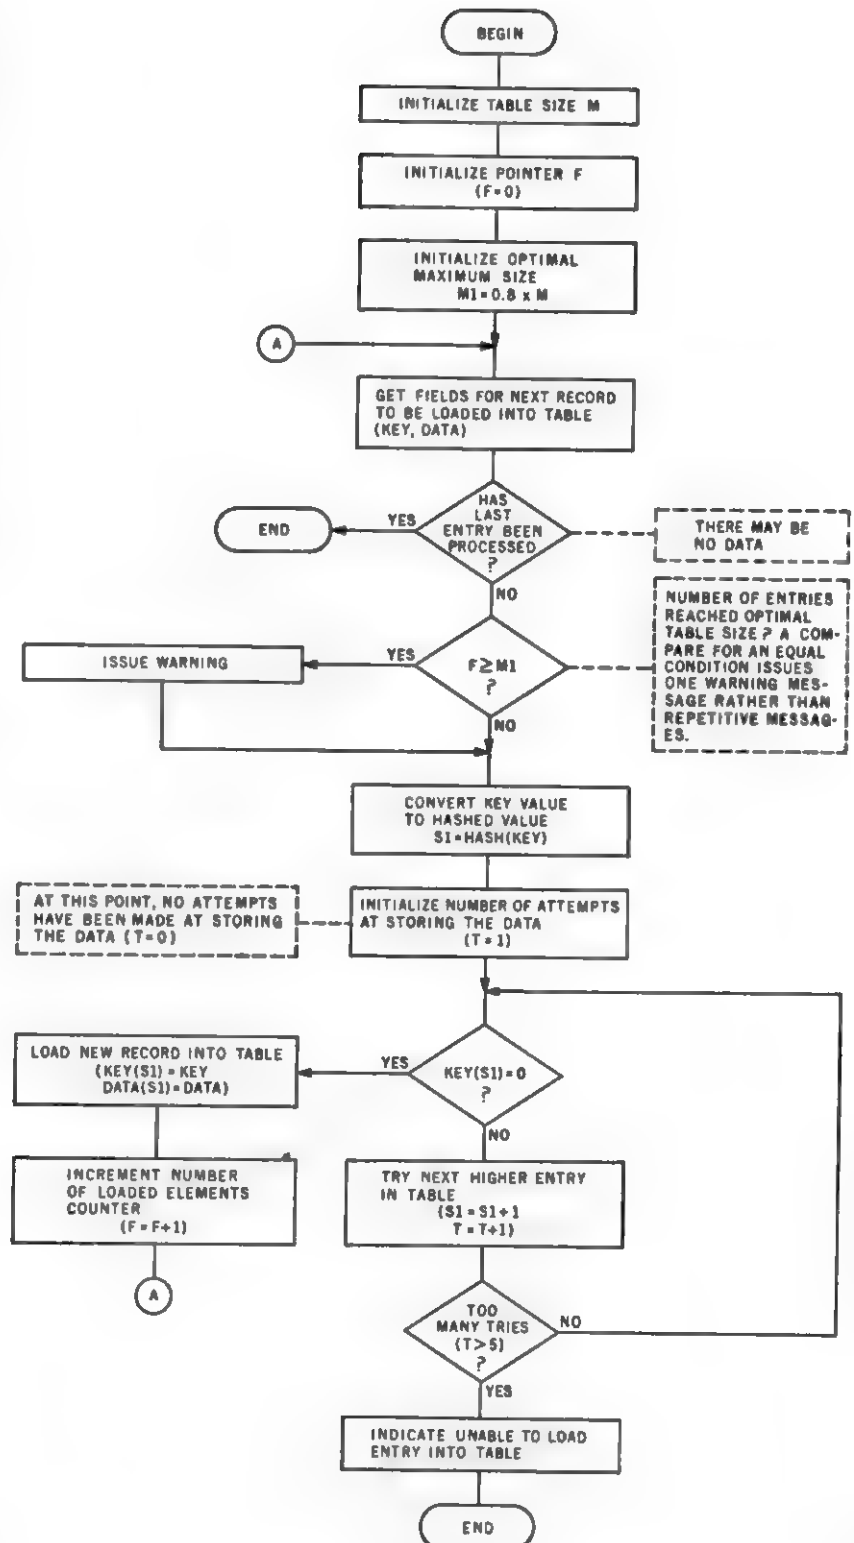 BEGIN
INITIALIZE TABLE SIZE M
INITIALIZE POINTER F
(F=0)
INITIALIZE OPTIMAL
MAXIMUM SIZE
M1=0.8 x M
A
GET FIELDS FOR NEXT RECORD
TO BE LOADED INTO TABLE
(KEY, DATA)
HAS
LAST
ENTRY BEEN
PROCESSED
?
YES
END
THERE MAY BE
NO DATA
NO
NUMBER OF ENTRIES
REACHED OPTIMAL
TABLE SIZE? A COM-
PARE FOR AN EQUAL
CONDITION ISSUES
ONE WARNING MES-
SAGE RATHER THAN
REPETITIVE MESSAG-
ES.
F≥M1
?
YES
ISSUE WARNING
NO
CONVERT KEY VALUE
TO HASHED VALUE
S1=HASH(KEY)
AT THIS POINT, NO ATTEMPTS
HAVE BEEN MADE AT STORING
THE DATA (T=0)
INITIALIZE NUMBER OF ATTEMPTS
AT STORING THE DATA
(T=1)
KEY(S1)=0
?
YES
LOAD NEW RECORD INTO TABLE
(KEY(S1)=KEY
DATA(S1)=DATA)
INCREMENT NUMBER
OF LOADED ELEMENTS
COUNTER
(F=F+1)
A
NO
TRY NEXT HIGHER ENTRY
IN TABLE
(S1=S1+1
T=T+1)
TOO
MANY TRIES
(T>5)
?
NO
YES
INDICATE UNABLE TO LOAD
ENTRY INTO TABLE
END